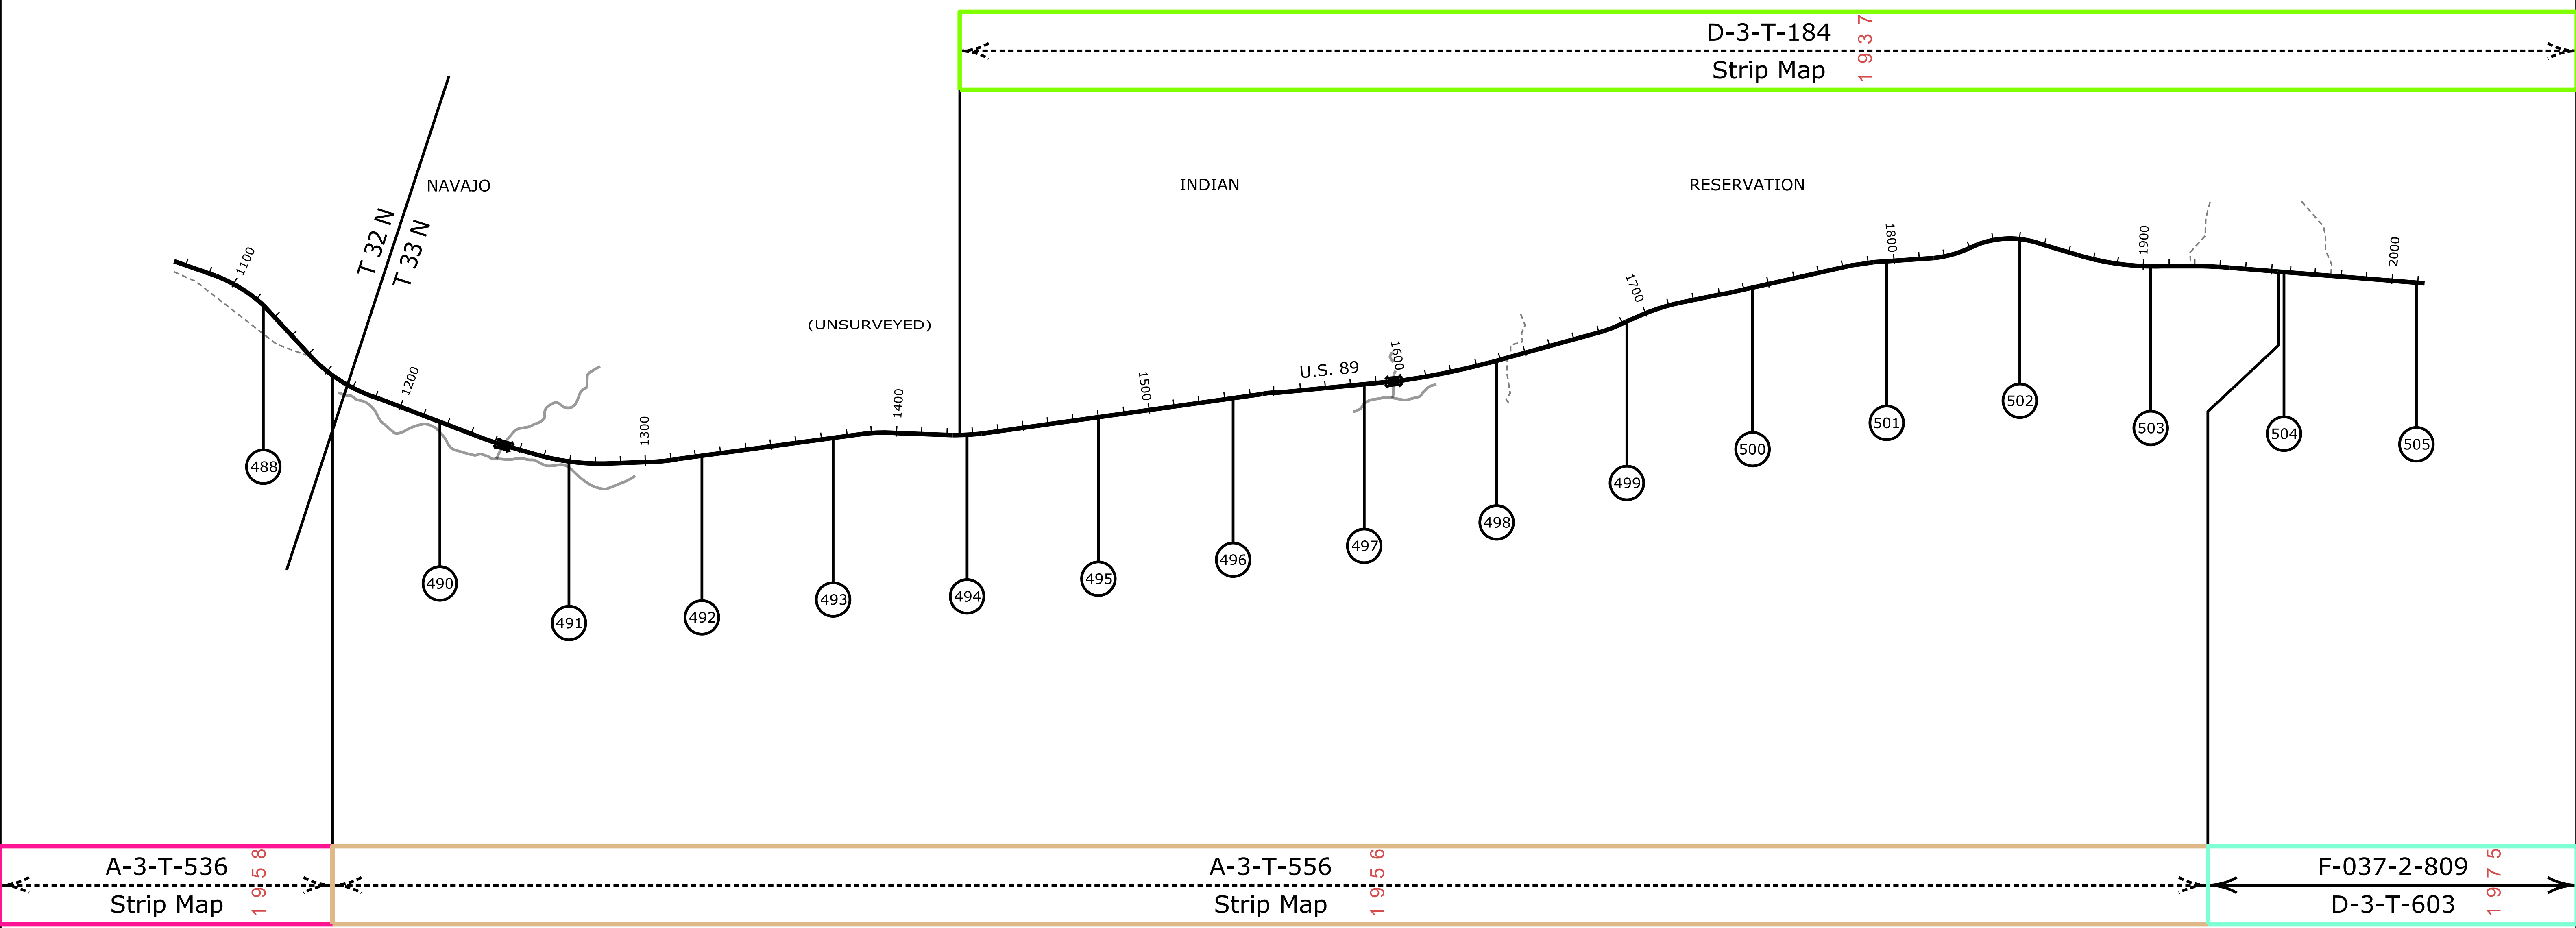 D-3-T-184
1937
Strip Map
NAVAJO
INDIAN
RESERVATION
T 32 N
T 33 N
(UNSURVEYED)
U.S. 89
1100
1200
1300
1400
1500
1600
1700
1800
1900
2000
488
490
491
492
493
494
495
496
497
498
499
500
501
502
503
504
505
A-3-T-536
1958
Strip Map
A-3-T-556
1956
Strip Map
F-037-2-809
1975
D-3-T-603